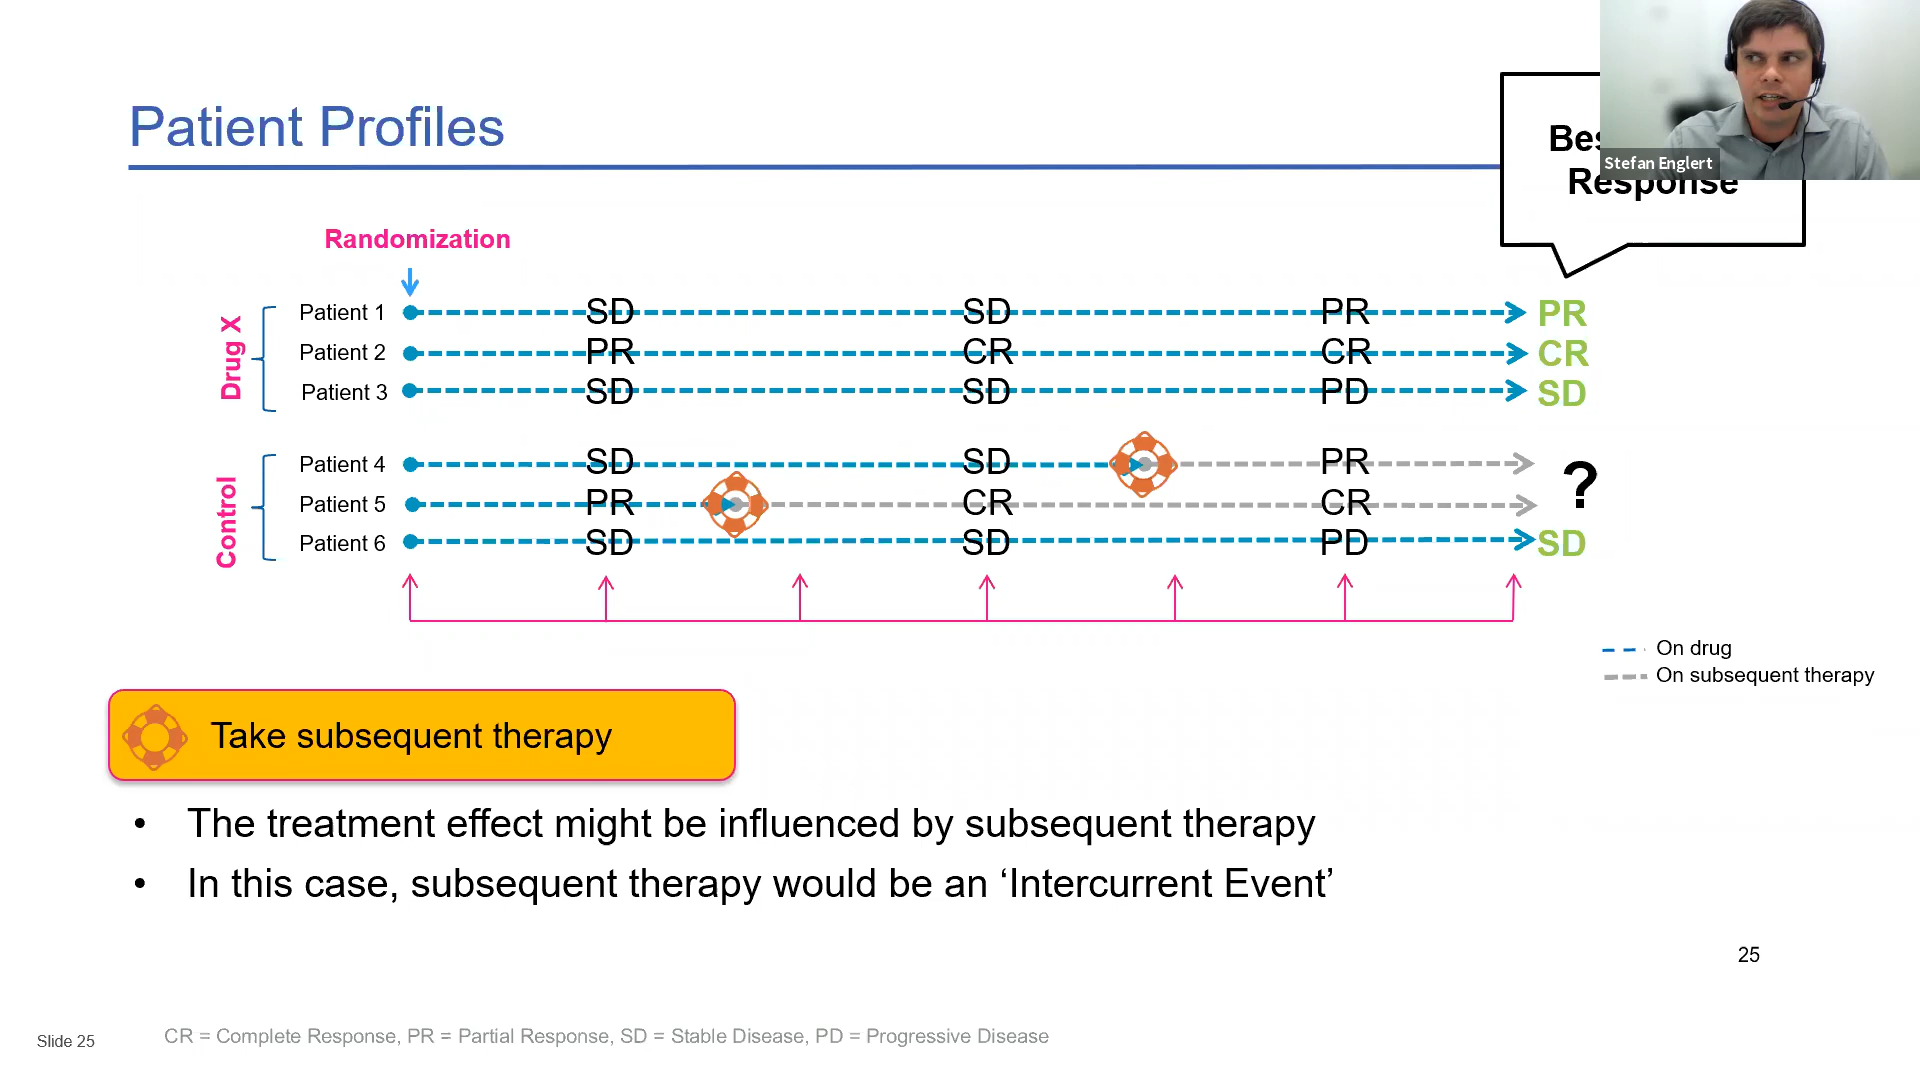 Patient Profiles
Response
Stefan Englert
Randomization
Drug X
Patient 1 SD SD PR PR
Patient 2 PR CR CR CR
Patient 3 SD SD PD SD
Control
Patient 4 SD SD PR
Patient 5 PR CR CR
?
Patient 6 SD SD PD SD
On drug
On subsequent therapy
Take subsequent therapy
• The treatment effect might be influenced by subsequent therapy
• In this case, subsequent therapy would be an ‘Intercurrent Event’
25
Slide 25
CR = Complete Response, PR = Partial Response, SD = Stable Disease, PD = Progressive Disease